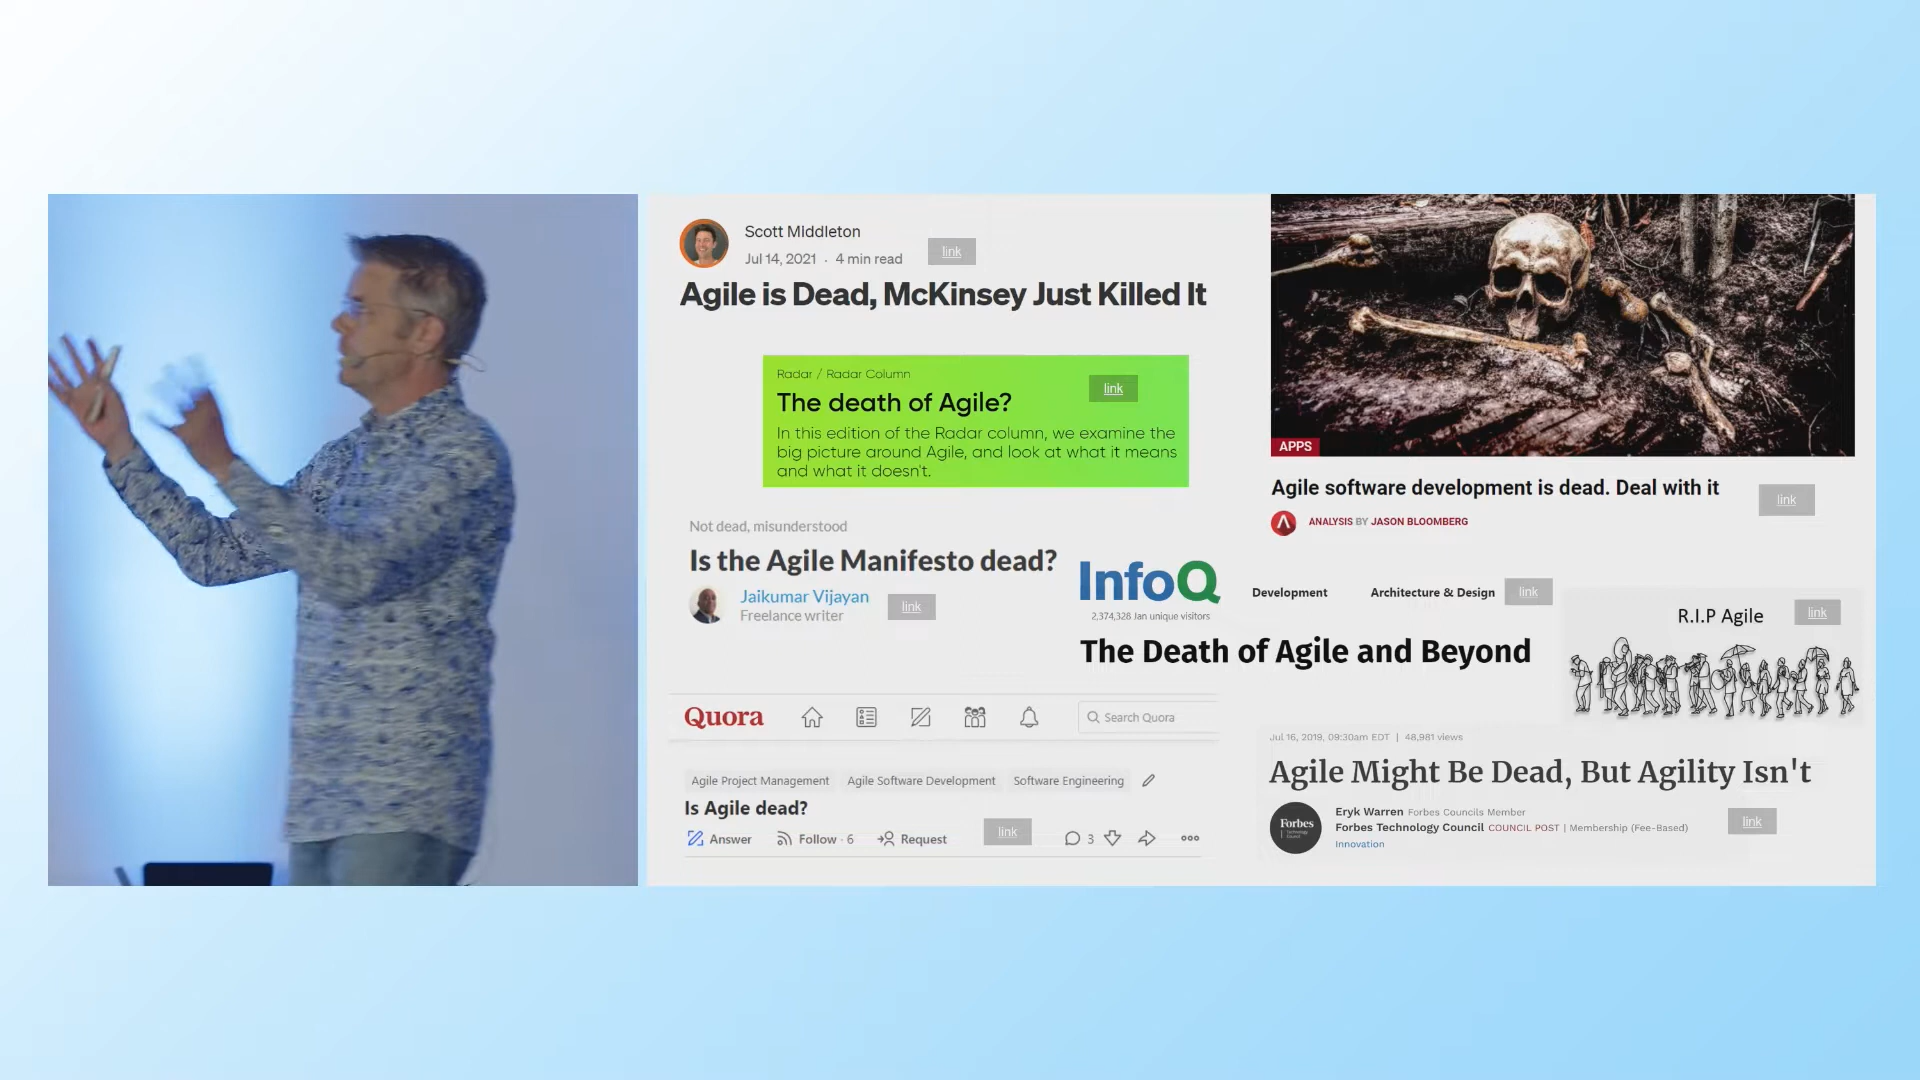 Scott Middleton
Jul 14, 2021 · 4 min read
link
Agile is Dead, McKinsey Just Killed It
Radar / Radar Column
link
The death of Agile?
In this edition of the Radar column, we examine the
big picture around Agile, and look at what it means
and what it doesn't.
Not dead, misunderstood
Is the Agile Manifesto dead?
Jaikumar Vijayan
Freelance writer
link
Quora
Search Quora
Agile Project Management
Agile Software Development
Software Engineering
Is Agile dead?
Answer
Follow · 6
Request
link
3
APPS
Agile software development is dead. Deal with it
link
ANALYSIS BY JASON BLOOMBERG
InfoQ
2,374,328 Jan unique visitors
Development
Architecture & Design
link
The Death of Agile and Beyond
R.I.P Agile
link
Jul 16, 2019, 09:30am EDT | 48,981 views
Agile Might Be Dead, But Agility Isn't
Forbes
Eryk Warren Forbes Councils Member
Forbes Technology Council COUNCIL POST | Membership (Fee-Based)
Innovation
link